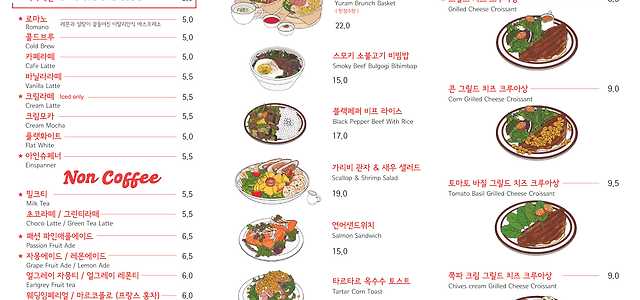 ★ 로마노 레몬과 설탕이 곁들여진 이탈리안식 에스프레소 5,0
Romano
콜드브루 5,0
Cold Brew
카페라떼 5,0
Cafe Latte
바닐라라떼 5,5
Vanilla Latte
★ 크림라떼 Iced only 5,5
Cream Latte
크림모카 5,5
Cream Mocha
플랫화이트 5,0
Flat White
★ 아인슈페너 5,5
Einspanner
Non Coffee
★ 밀크티 5,5
Milk Tea
초코라떼 / 그린티라떼 5,5
Choco Latte / Green Tea Latte
★ 패션 파인애플에이드 6,5
Passion Fruit Ade
★ 자몽에이드 / 레몬에이드 6,5
Grape Fruit Ade / Lemon Ade
얼그레이 자몽티 / 얼그레이 레몬티 6,0
Earlgrey Fruit tea
웨딩임페리얼 / 마르코폴로 (프랑스 홍차) 6,0
Yuram Brunch Basket
22,0
스모키 소불고기 비빔밥
Smoky Beef Bulgogi Bibimbap
15,0
블랙페퍼 비프 라이스
Black Pepper Beef With Rice
17,0
가리비 관자 & 새우 샐러드
Scallop & Shrimp Salad
19,0
연어샌드위치
Salmon Sandwich
15,0
타르타르 옥수수 토스트
Tartar Corn Toast
Grilled Cheese Croissant
콘 그릴드 치즈 크루아상 9,0
Corn Grilled Cheese Croissant
토마토 바질 그릴드 치즈 크루아상 9,5
Tomato Basil Grilled Cheese Croissant
쪽파 크림 그릴드 치즈 크루아상 9,0
Chives cream Grilled Cheese Croissant